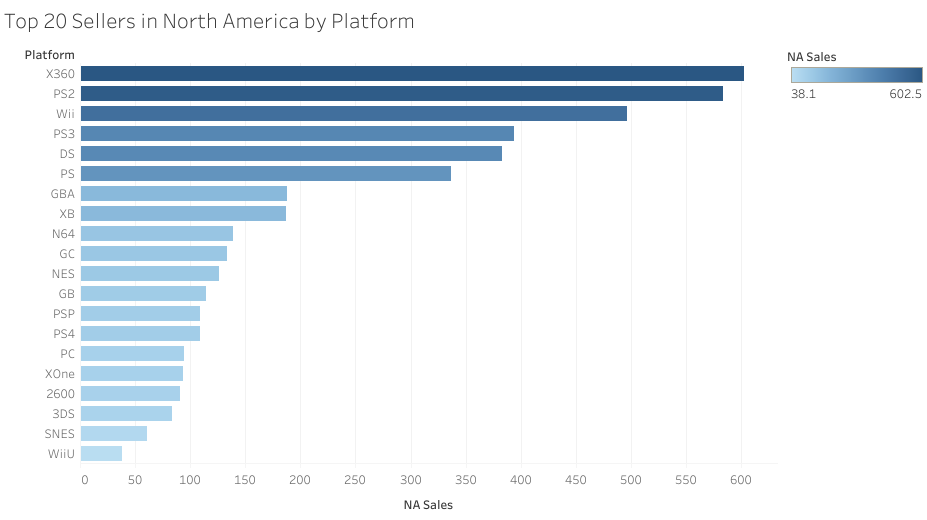 Top 20 Sellers in North America by Platform
Platform
X360
PS2
Wii
PS3
DS
PS
GBA
XB
N64
GC
NES
GB
PSP
PS4
PC
XOne
2600
3DS
SNES
WiiU
0 50 100 150 200 250 300 350 400 450 500 550 600
NA Sales
NA Sales
38.1 602.5